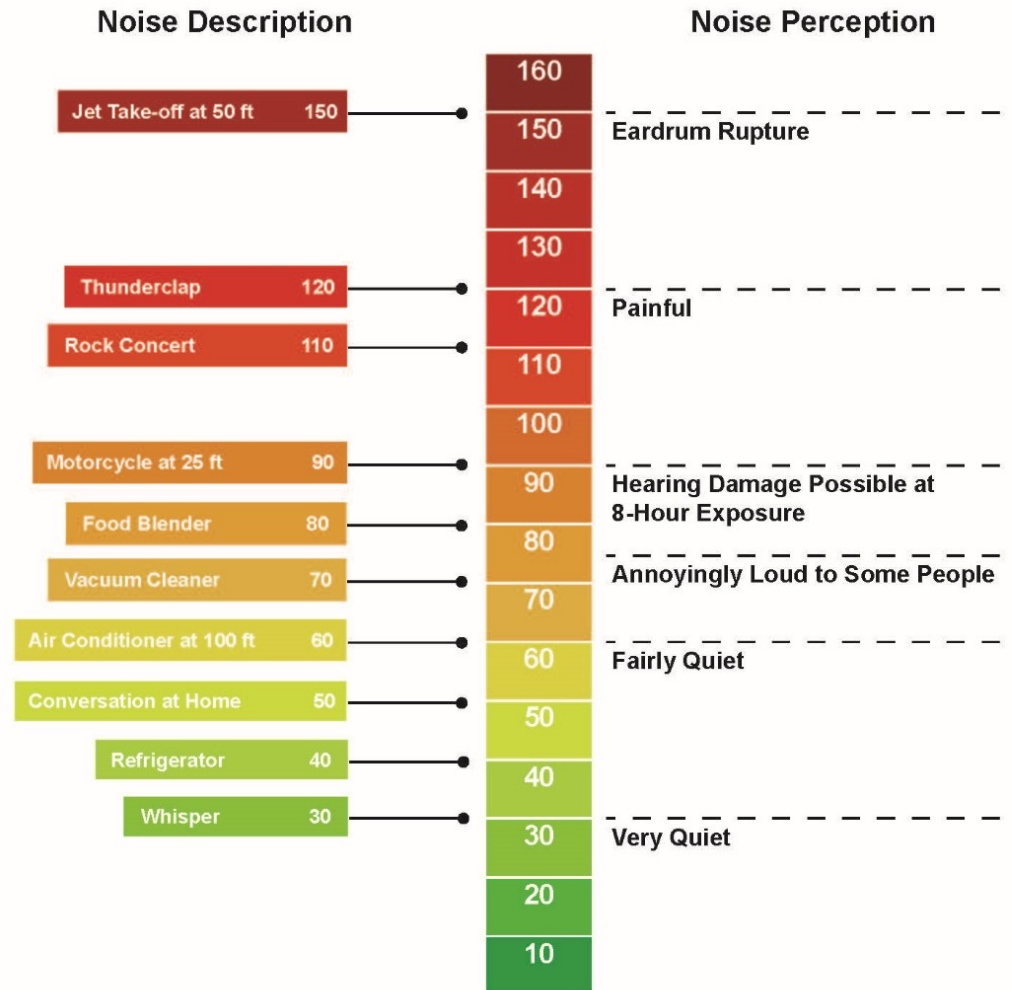 Noise Description
Noise Perception
160
Jet Take-off at 50 ft 150
150
Eardrum Rupture
140
130
Thunderclap 120
120
Painful
Rock Concert 110
110
100
Motorcycle at 25 ft 90
90
Hearing Damage Possible at
8-Hour Exposure
Food Blender 80
80
Annoyingly Loud to Some People
Vacuum Cleaner 70
70
Air Conditioner at 100 ft 60
60
Fairly Quiet
Conversation at Home 50
50
Refrigerator 40
40
Whisper 30
30
Very Quiet
20
10